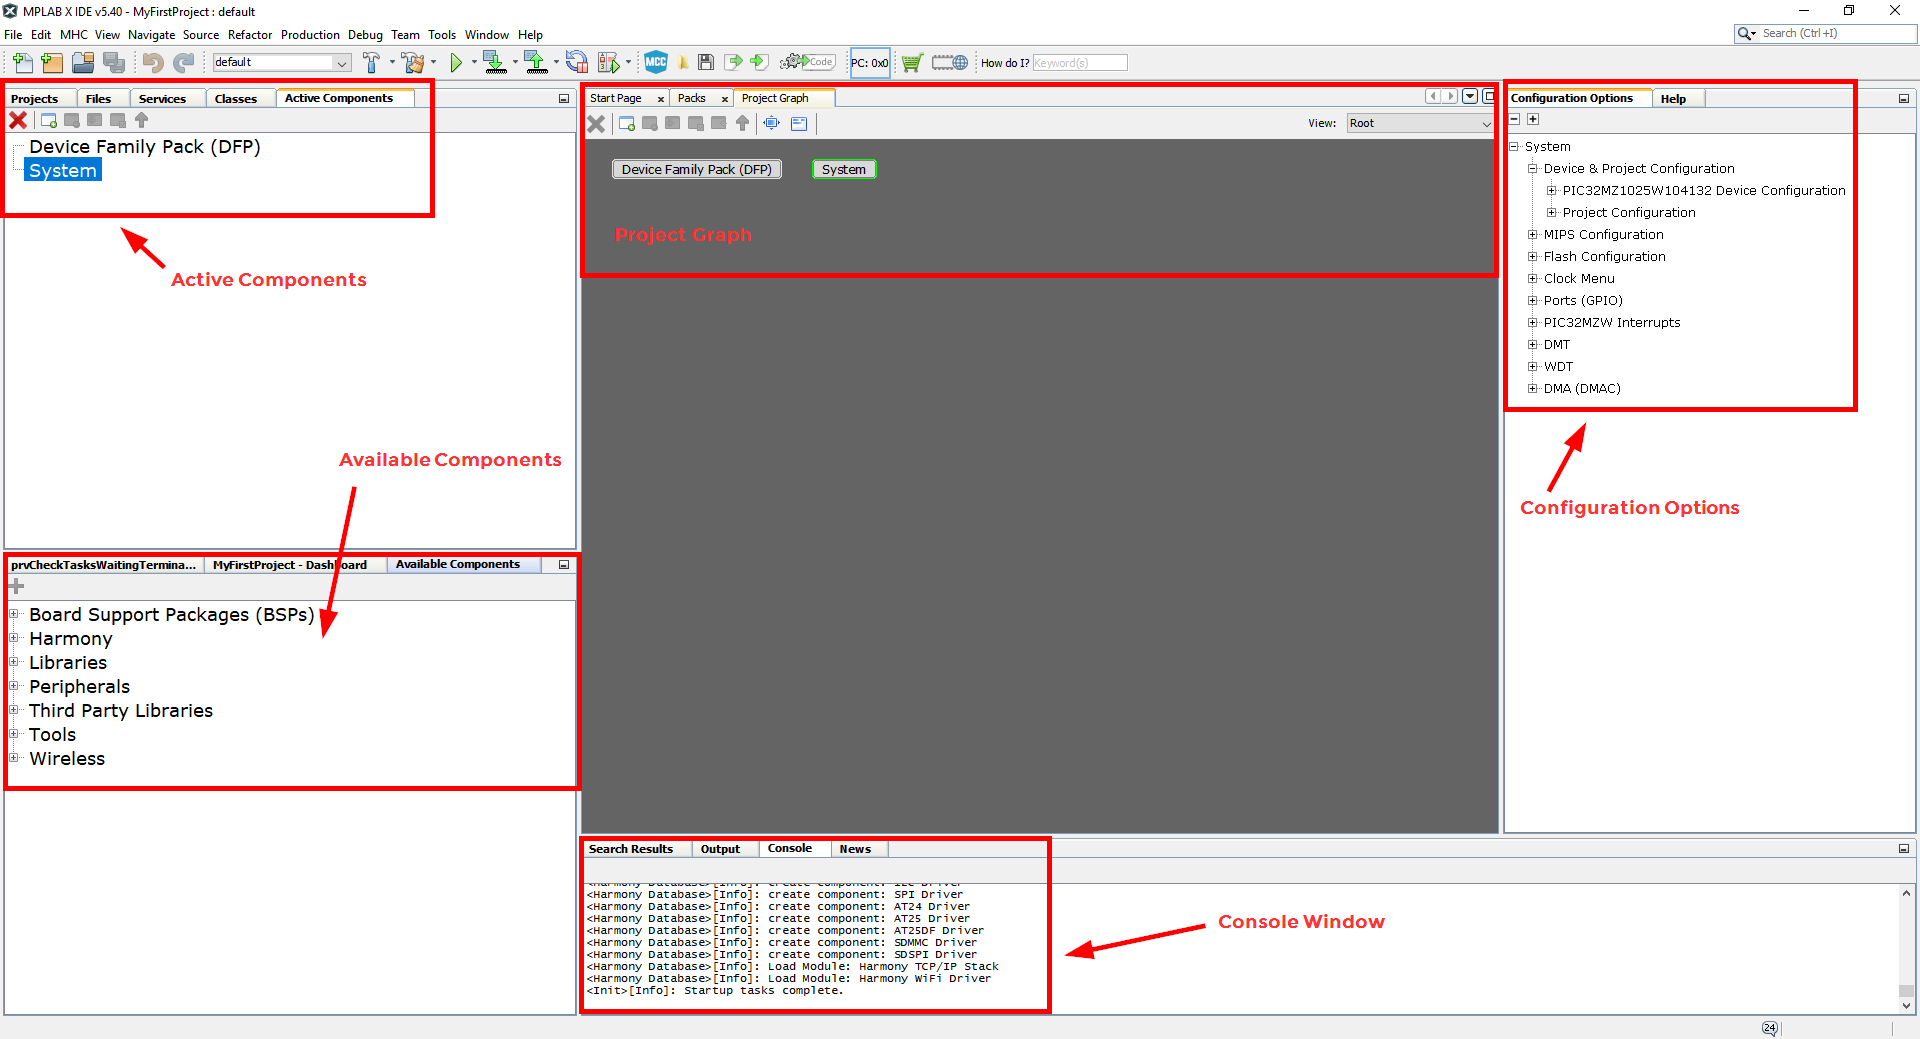 MPLAB X IDE v5.40 - MyFirstProject : default
File Edit MHC View Navigate Source Refactor Production Debug Team Tools Window Help
Search (Ctrl+I)
default
MCC
Code
PC: 0x0
How do I? Keyword(s)
Projects Files Services Classes Active Components
Device Family Pack (DFP)
System
Active Components
Available Components
prvCheckTasksWaitingTermina... MyFirstProject - Dashboard Available Components
Board Support Packages (BSPs)
Harmony
Libraries
Peripherals
Third Party Libraries
Tools
Wireless
Start Page Packs Project Graph
View: Root
Device Family Pack (DFP) System
Project Graph
Configuration Options Help
System
Device & Project Configuration
PIC32MZ1025W104132 Device Configuration
Project Configuration
MIPS Configuration
Flash Configuration
Clock Menu
Ports (GPIO)
PIC32MZW Interrupts
DMT
WDT
DMA (DMAC)
Configuration Options
Search Results Output Console News
<Harmony Database>[Info]: create component: I2C Driver
<Harmony Database>[Info]: create component: SPI Driver
<Harmony Database>[Info]: create component: AT24 Driver
<Harmony Database>[Info]: create component: AT25 Driver
<Harmony Database>[Info]: create component: AT25DF Driver
<Harmony Database>[Info]: create component: SDMMC Driver
<Harmony Database>[Info]: create component: SDSPI Driver
<Harmony Database>[Info]: Load Module: Harmony TCP/IP Stack
<Harmony Database>[Info]: Load Module: Harmony WiFi Driver
<Init>[Info]: Startup tasks complete.
Console Window
24